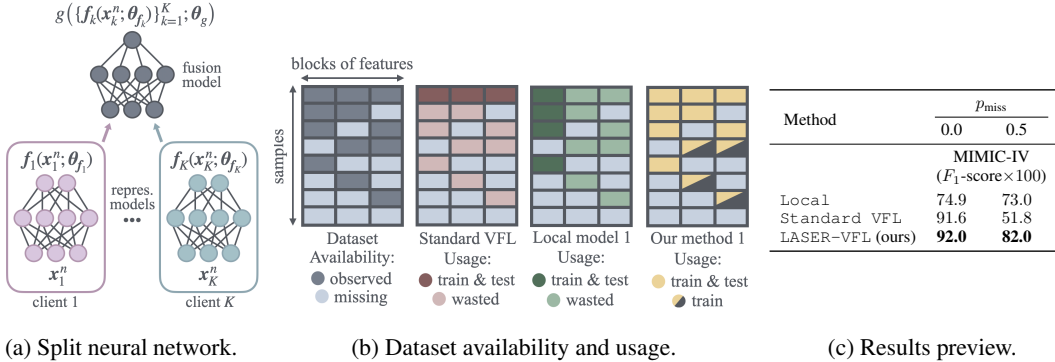 g({f_k(x_k^n; θ_{f_k})}_{k=1}^K; θ_g)
fusion
model
f_1(x_1^n; θ_{f_1})
f_K(x_K^n; θ_{f_K})
repres.
models
...
x_1^n
x_K^n
client 1
client K
(a) Split neural network.
blocks of features
samples
Dataset
Availability:
observed
missing
Standard VFL
Usage:
train & test
wasted
Local model 1
Usage:
train & test
wasted
Our method 1
Usage:
train & test
train
(b) Dataset availability and usage.
Method
p_miss
0.0 0.5
MIMIC-IV
(F_1-score×100)
Local 74.9 73.0
Standard VFL 91.6 51.8
LASER-VFL (ours) 92.0 82.0
(c) Results preview.